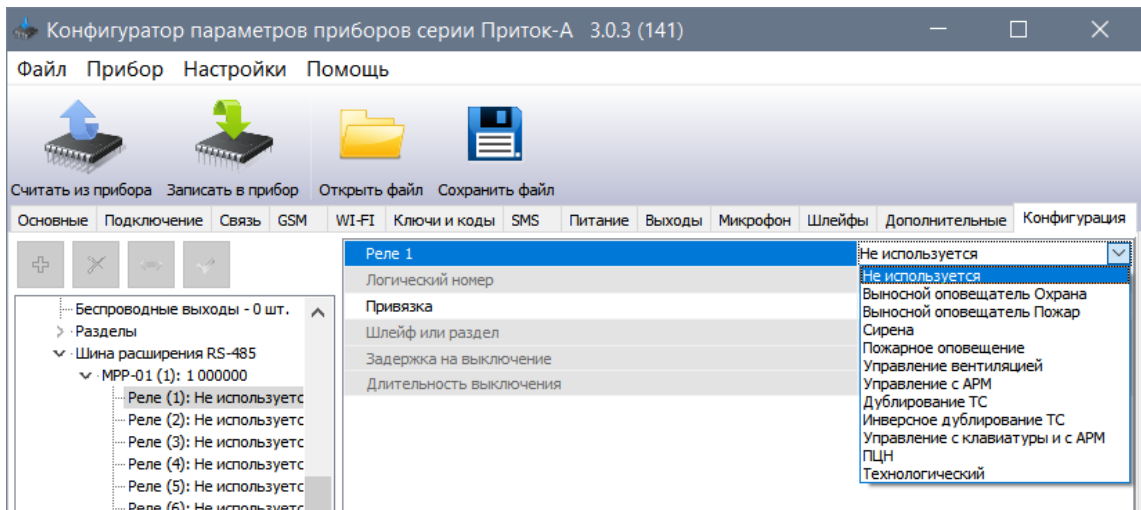 Конфигуратор параметров приборов серии Приток-А 3.0.3 (141)
Файл Прибор Настройки Помощь
Считать из прибора Записать в прибор Открыть файл Сохранить файл
Основные Подключение Связь GSM WI-FI Ключи и коды SMS Питание Выходы Микрофон Шлейфы Дополнительные Конфигурация
Беспроводные выходы - 0 шт.
Разделы
Шина расширения RS-485
МРР-01 (1): 1 000000
Реле (1): Не используетс
Реле (2): Не используетс
Реле (3): Не используетс
Реле (4): Не используетс
Реле (5): Не используетс
Реле (6): Не используетс
Реле 1
Логический номер
Привязка
Шлейф или раздел
Задержка на выключение
Длительность выключения
Не используется
Не используется
Выносной оповещатель Охрана
Выносной оповещатель Пожар
Сирена
Пожарное оповещение
Управление вентиляцией
Управление с АРМ
Дублирование ТС
Инверсное дублирование ТС
Управление с клавиатуры и с АРМ
ПЦН
Технологический